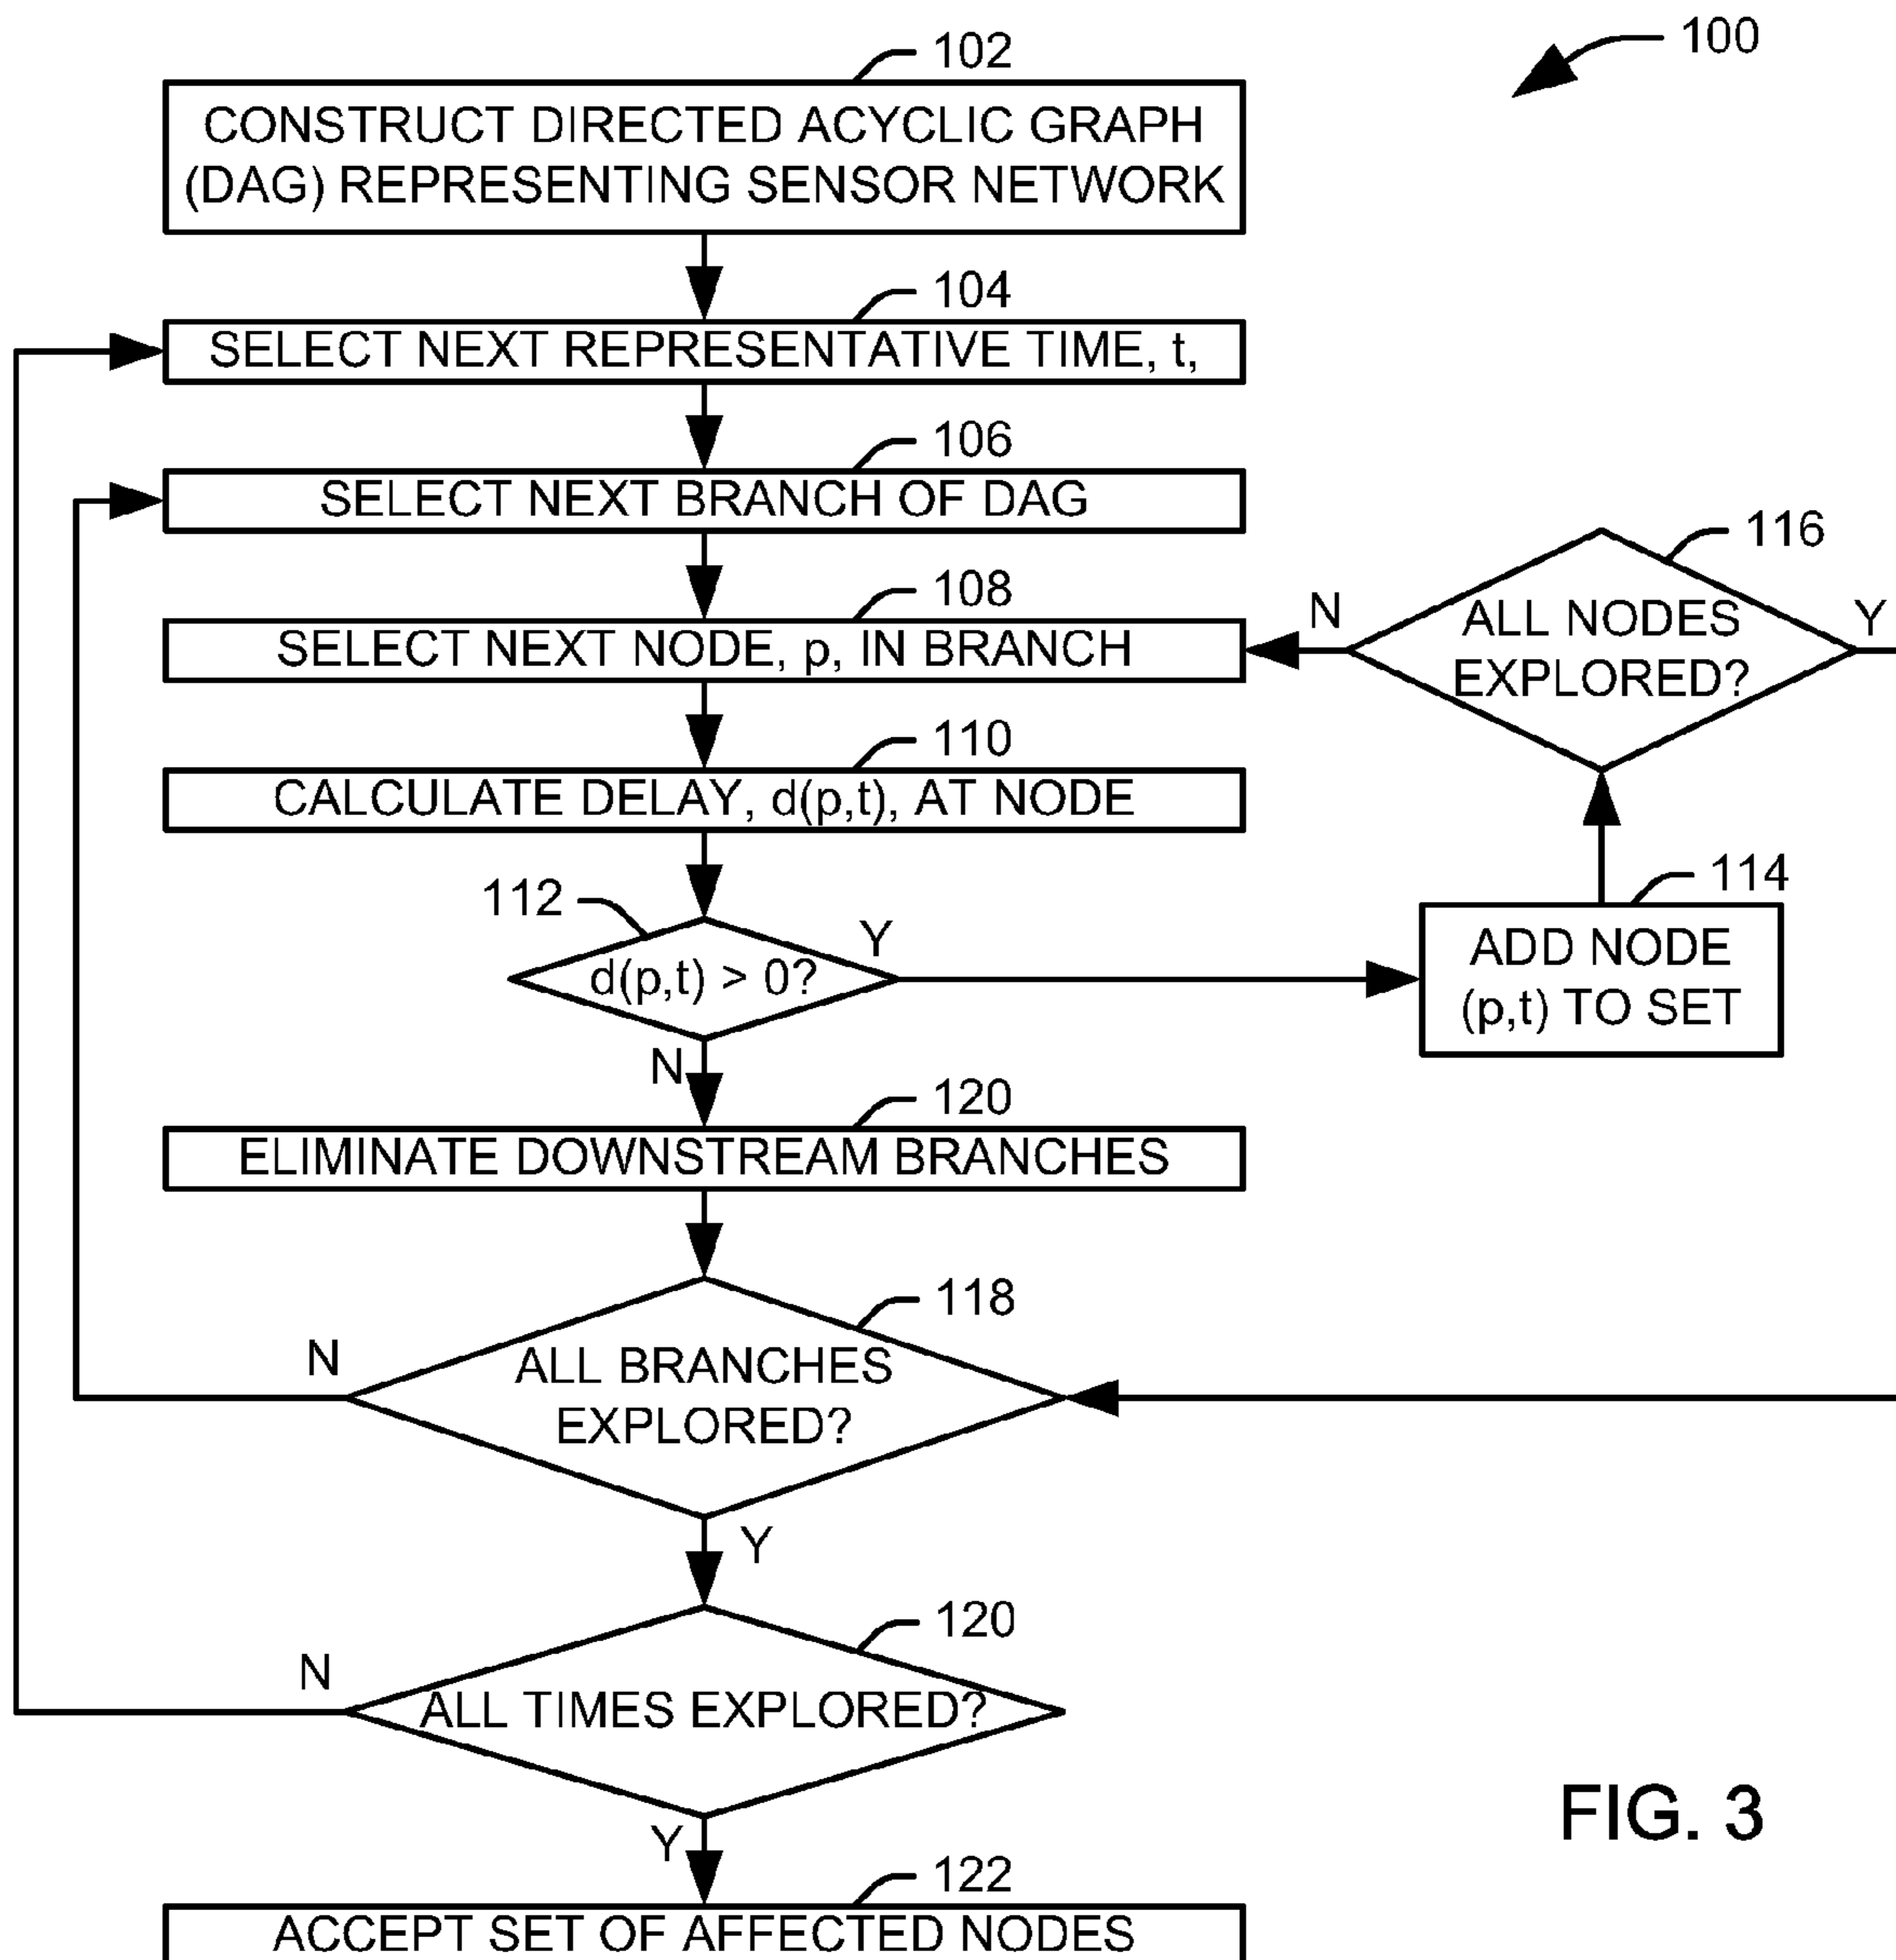 100
102
CONSTRUCT DIRECTED ACYCLIC GRAPH
(DAG) REPRESENTING SENSOR NETWORK
104
SELECT NEXT REPRESENTATIVE TIME, t,
106
SELECT NEXT BRANCH OF DAG
108
SELECT NEXT NODE, p, IN BRANCH
110
CALCULATE DELAY, d(p,t), AT NODE
112
d(p,t) > 0?
Y
N
114
ADD NODE
(p,t) TO SET
116
ALL NODES
EXPLORED?
N
Y
120
ELIMINATE DOWNSTREAM BRANCHES
118
ALL BRANCHES
EXPLORED?
N
Y
120
ALL TIMES EXPLORED?
N
Y
122
ACCEPT SET OF AFFECTED NODES
FIG. 3